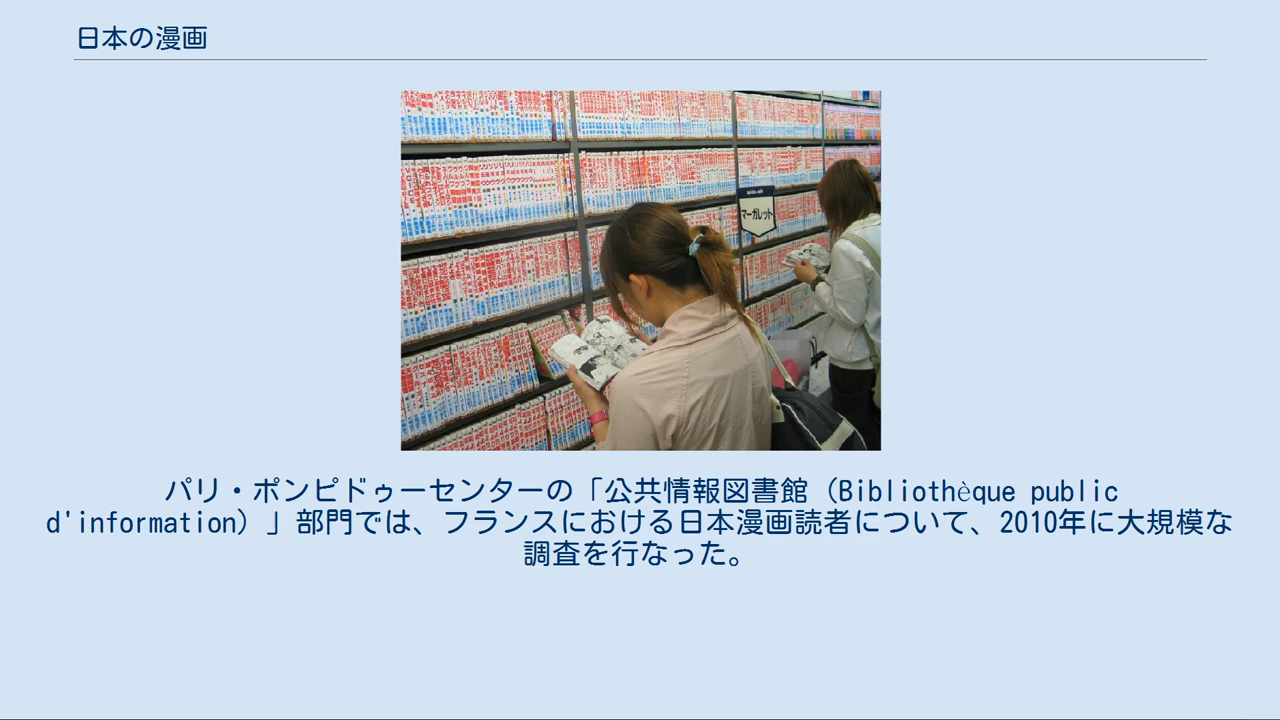 日本の漫画
マーガレット
パリ・ポンピドゥーセンターの「公共情報図書館（Bibliothèque public
d'information）」部門では、フランスにおける日本漫画読者について、2010年に大規模な
調査を行なった。